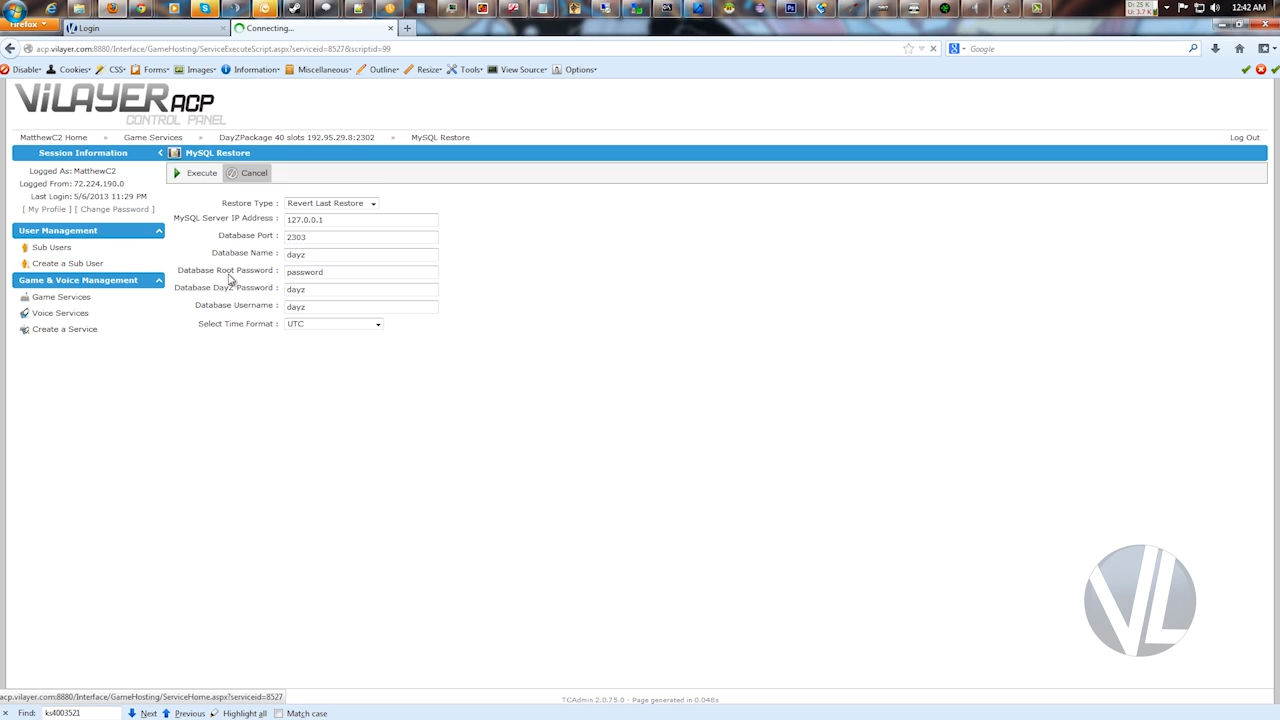 12:42 AM
D: 25 K
U: 3.7 K
Firefox
Login
Connecting...
acp.vilayer.com:8880/Interface/GameHosting/ServiceExecuteScript.aspx?serviceid=8527&scriptid=99
Google
Disable Cookies CSS Forms Images Information Miscellaneous Outline Resize Tools View Source Options
ViLAYER ACP
CONTROL PANEL
MatthewC2 Home » Game Services » DayZPackage 40 slots 192.95.29.8:2302 » MySQL Restore Log Out
Session Information
MySQL Restore
Logged As: MatthewC2
Logged From: 72.224.190.0
Last Login: 5/6/2013 11:29 PM
[ My Profile ] [ Change Password ]
User Management
Sub Users
Create a Sub User
Game & Voice Management
Game Services
Voice Services
Create a Service
Execute Cancel
Restore Type : Revert Last Restore
MySQL Server IP Address : 127.0.0.1
Database Port : 2303
Database Name : dayz
Database Root Password : password
Database DayZ Password : dayz
Database Username : dayz
Select Time Format : UTC
VL
acp.vilayer.com:8880/Interface/GameHosting/ServiceHome.aspx?serviceid=8527
TCAdmin 2.0.75.0 - Page generated in 0.048s
Find: ks4003521 Next Previous Highlight all Match case